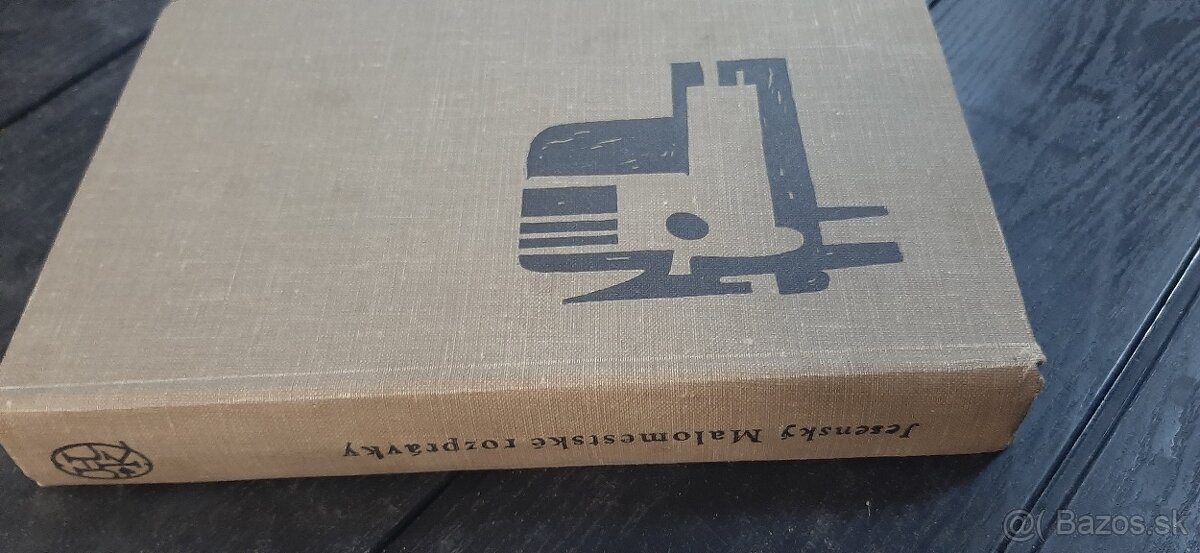 Jesenský Malomestské rozprávky
@( Bazos.sk